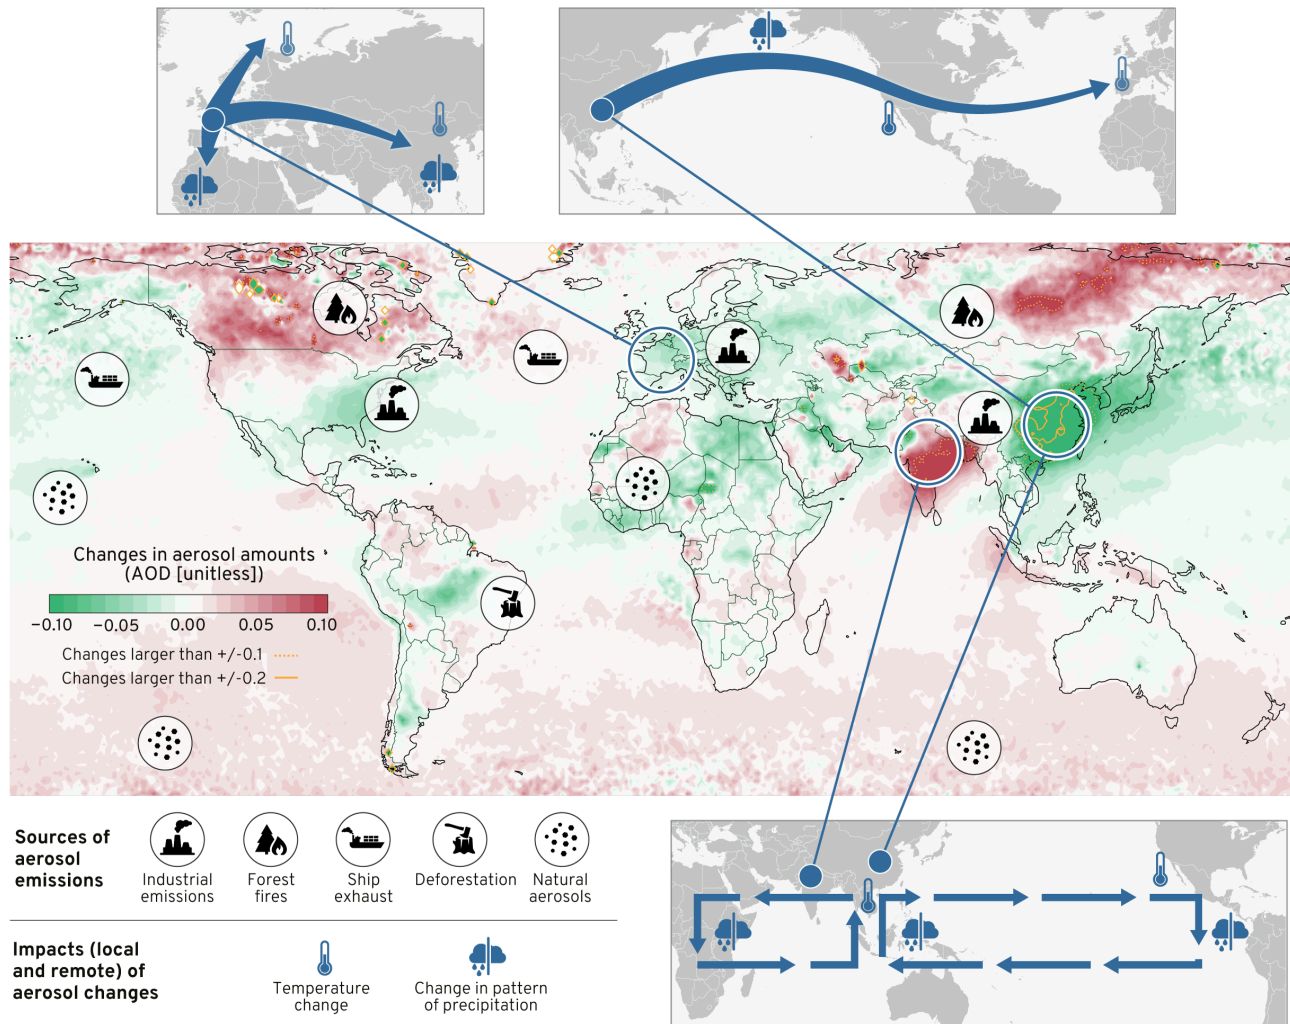 Changes in aerosol amounts
(AOD [unitless])
−0.10 −0.05 0.00 0.05 0.10
Changes larger than +/-0.1
Changes larger than +/-0.2
Sources of
aerosol
emissions
Industrial
emissions
Forest
fires
Ship
exhaust
Deforestation
Natural
aerosols
Impacts (local
and remote) of
aerosol changes
Temperature
change
Change in pattern
of precipitation